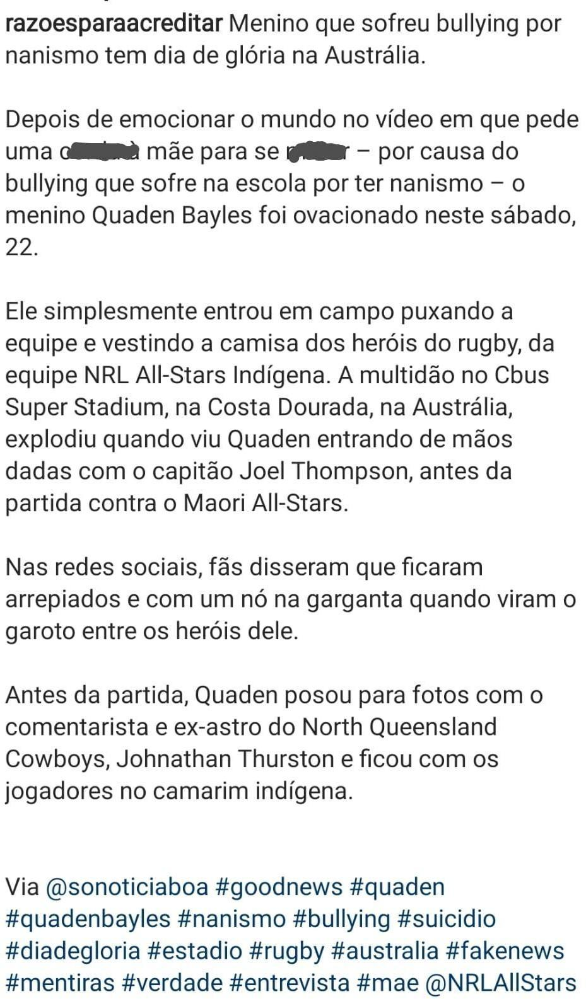 razoesparaacreditar Menino que sofreu bullying por
nanismo tem dia de glória na Austrália.
Depois de emocionar o mundo no vídeo em que pede
uma mãe para se – por causa do
bullying que sofre na escola por ter nanismo – o
menino Quaden Bayles foi ovacionado neste sábado,
22.
Ele simplesmente entrou em campo puxando a
equipe e vestindo a camisa dos heróis do rugby, da
equipe NRL All-Stars Indígena. A multidão no Cbus
Super Stadium, na Costa Dourada, na Austrália,
explodiu quando viu Quaden entrando de mãos
dadas com o capitão Joel Thompson, antes da
partida contra o Maori All-Stars.
Nas redes sociais, fãs disseram que ficaram
arrepiados e com um nó na garganta quando viram o
garoto entre os heróis dele.
Antes da partida, Quaden posou para fotos com o
comentarista e ex-astro do North Queensland
Cowboys, Johnathan Thurston e ficou com os
jogadores no camarim indígena.
Via @sonoticiaboa #goodnews #quaden
#quadenbayles #nanismo #bullying #suicidio
#diadegloria #estadio #rugby #australia #fakenews
#mentiras #verdade #entrevista #mae @NRLAllStars